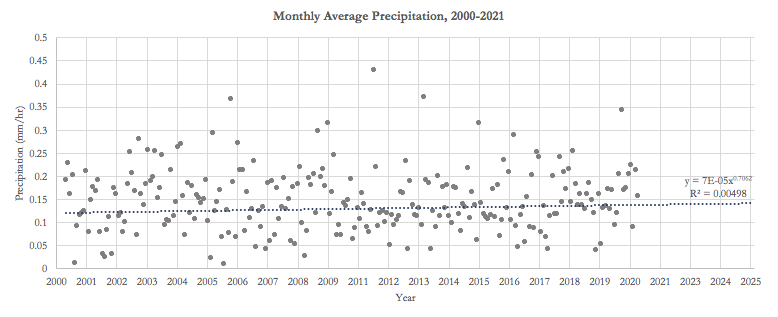 Monthly Average Precipitation, 2000-2021
0.5
0.45
0.4
0.35
0.3
0.25
0.2
0.15
0.1
0.05
0
Precipitation (mm/hr)
y = 7E-05x^0.7062
R² = 0.00498
2000 2001 2002 2003 2004 2005 2006 2007 2008 2009 2010 2011 2012 2013 2014 2015 2016 2017 2018 2019 2020 2021 2022 2023 2024 2025
Year